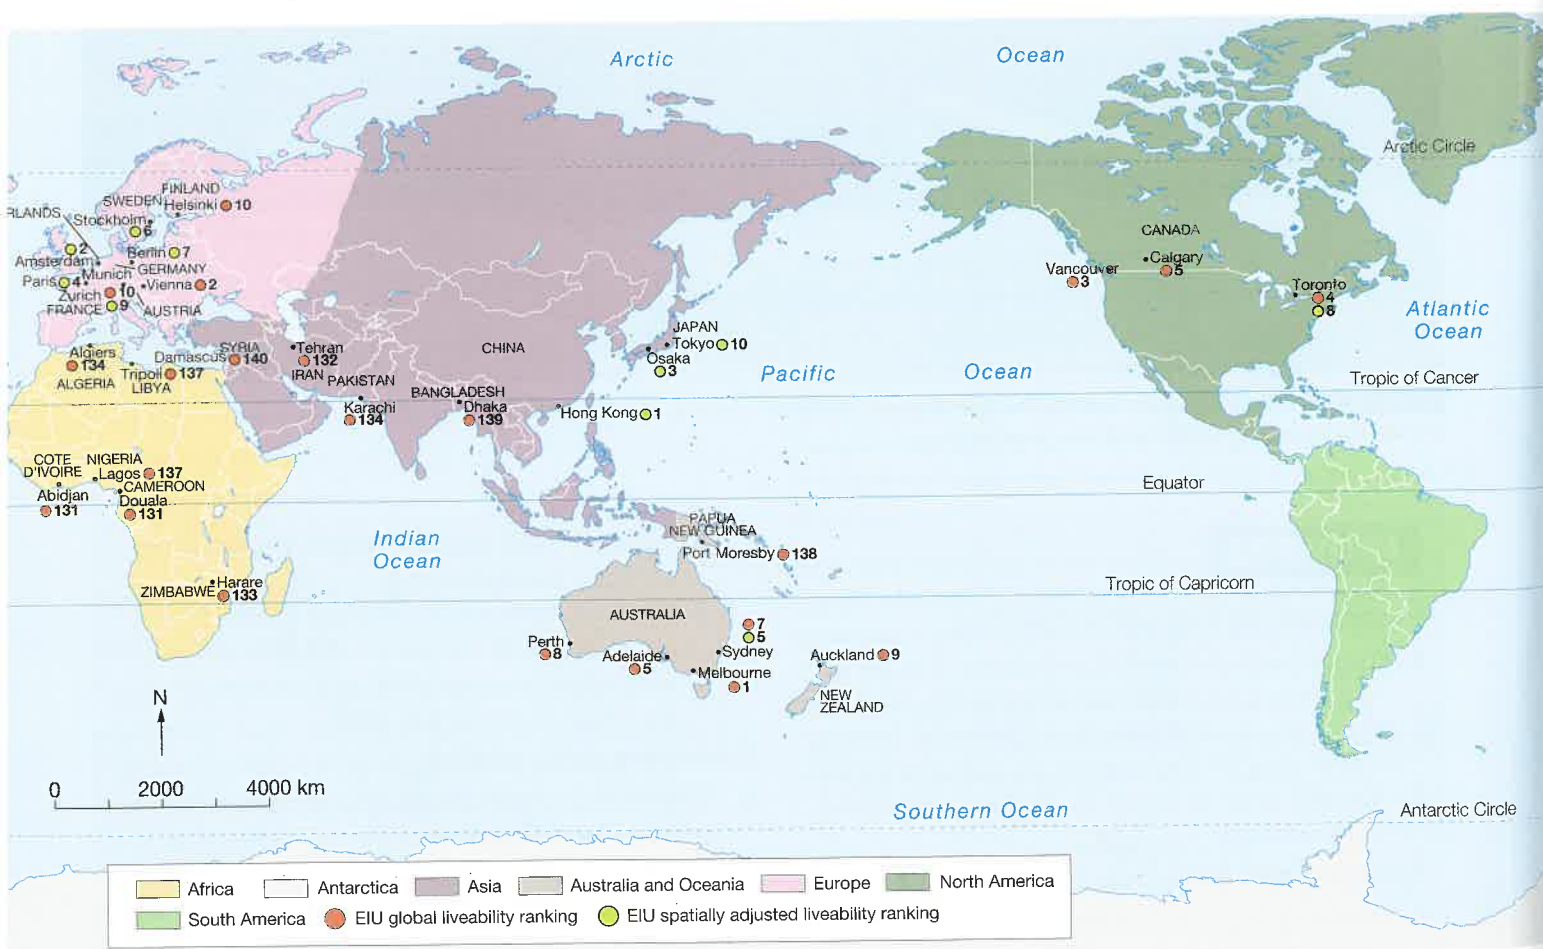 Arctic
Ocean
Arctic Circle
FINLAND
SWEDEN
Helsinki 10
RLANDS
Stockholm
6
2
Berlin 7
Amsterdam
GERMANY
Munich
Paris 4
Vienna 2
Zurich 10
9
FRANCE
AUSTRIA
CANADA
Calgary
5
Vancouver
3
Toronto
4
8
Atlantic
Ocean
JAPAN
Tokyo 10
Osaka
3
CHINA
SYRIA
Damascus 140
Tehran
132
IRAN
PAKISTAN
Karachi
134
BANGLADESH
Dhaka
139
Hong Kong 1
Algiers
134
ALGERIA
Tripoli 137
LIBYA
Pacific
Ocean
Tropic of Cancer
COTE
D'IVOIRE
NIGERIA
Lagos 137
CAMEROON
Abidjan
131
Douala
131
Equator
Indian
Ocean
PAPUA
NEW GUINEA
Port Moresby 138
Tropic of Capricorn
Harare
ZIMBABWE 133
AUSTRALIA
7
5
Sydney
Perth
8
Adelaide
5
Melbourne
1
Auckland 9
NEW
ZEALAND
N
0 2000 4000 km
Southern Ocean
Antarctic Circle
Africa
Antarctica
Asia
Australia and Oceania
Europe
North America
South America
EIU global liveability ranking
EIU spatially adjusted liveability ranking